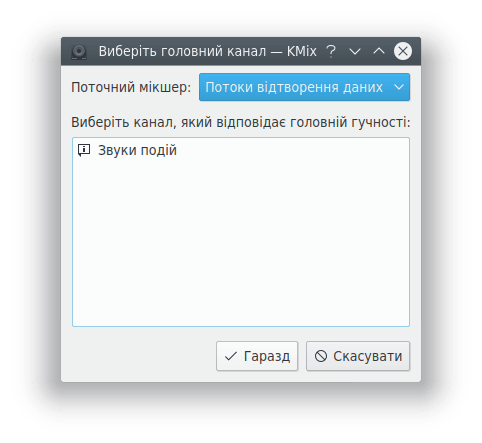 Виберіть головний канал — KMix
Поточний мікшер: Потоки відтворення даних
Виберіть канал, який відповідає головній гучності:
Звуки подій
Гаразд Скасувати